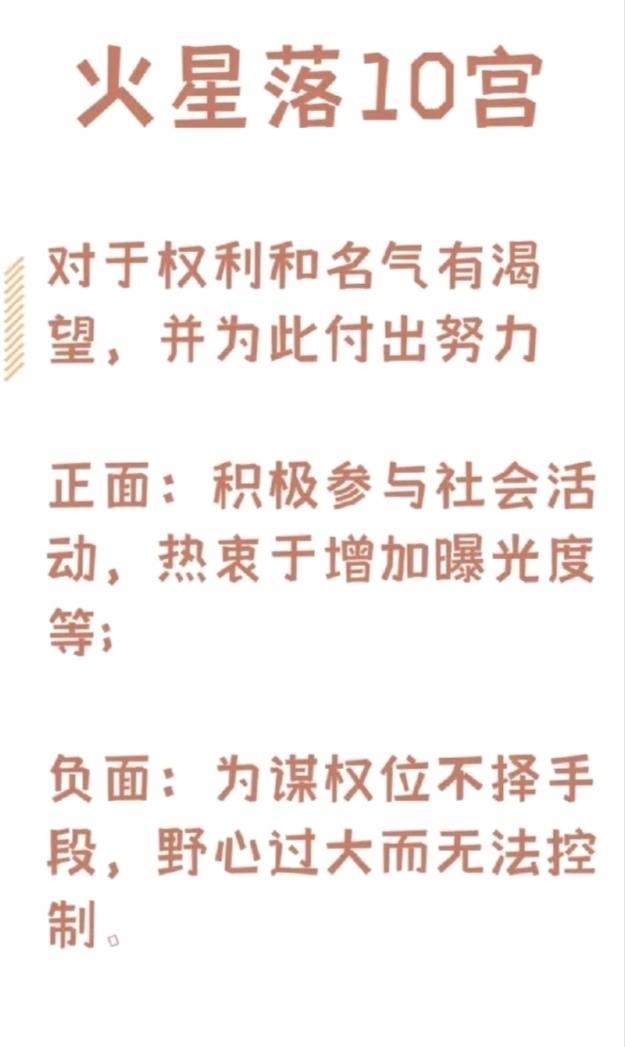 火星落10宫
对于权利和名气有渴
望，并为此付出努力
正面：积极参与社会活
动，热衷于增加曝光度
等；
负面：为谋权位不择手
段，野心过大而无法控
制。